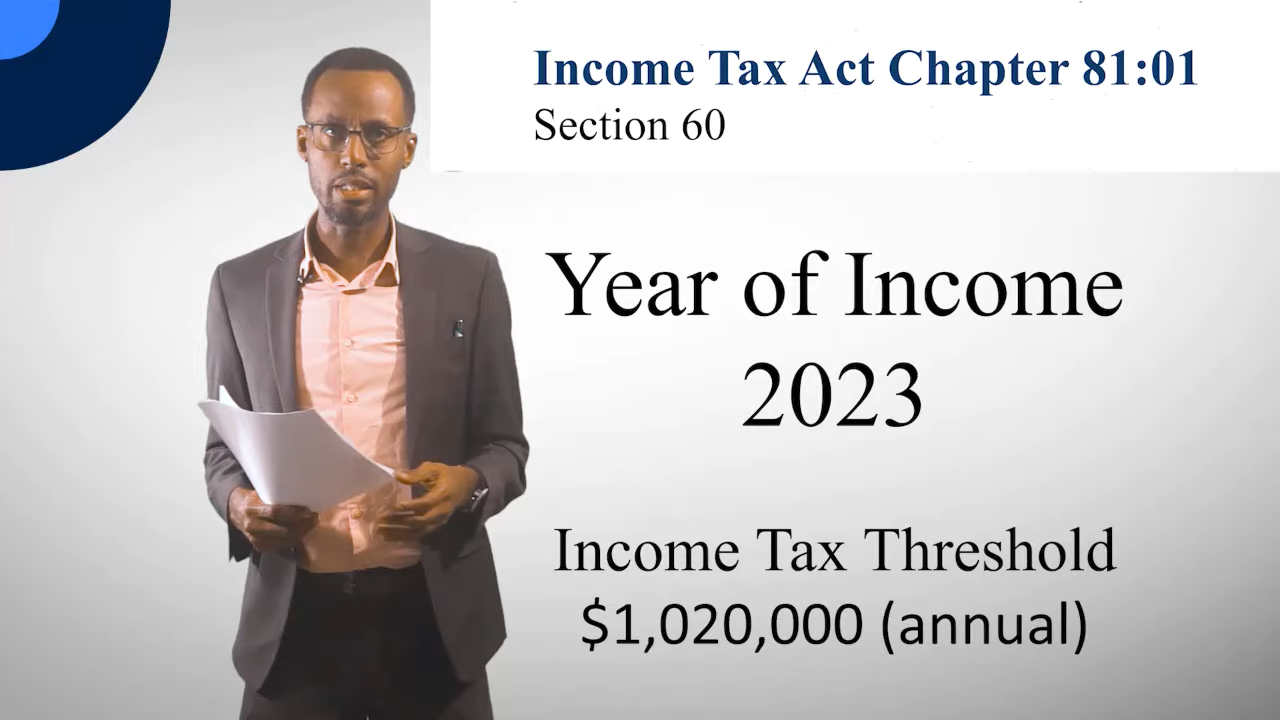 Income Tax Act Chapter 81:01
Section 60
Year of Income
2023
Income Tax Threshold
$1,020,000 (annual)